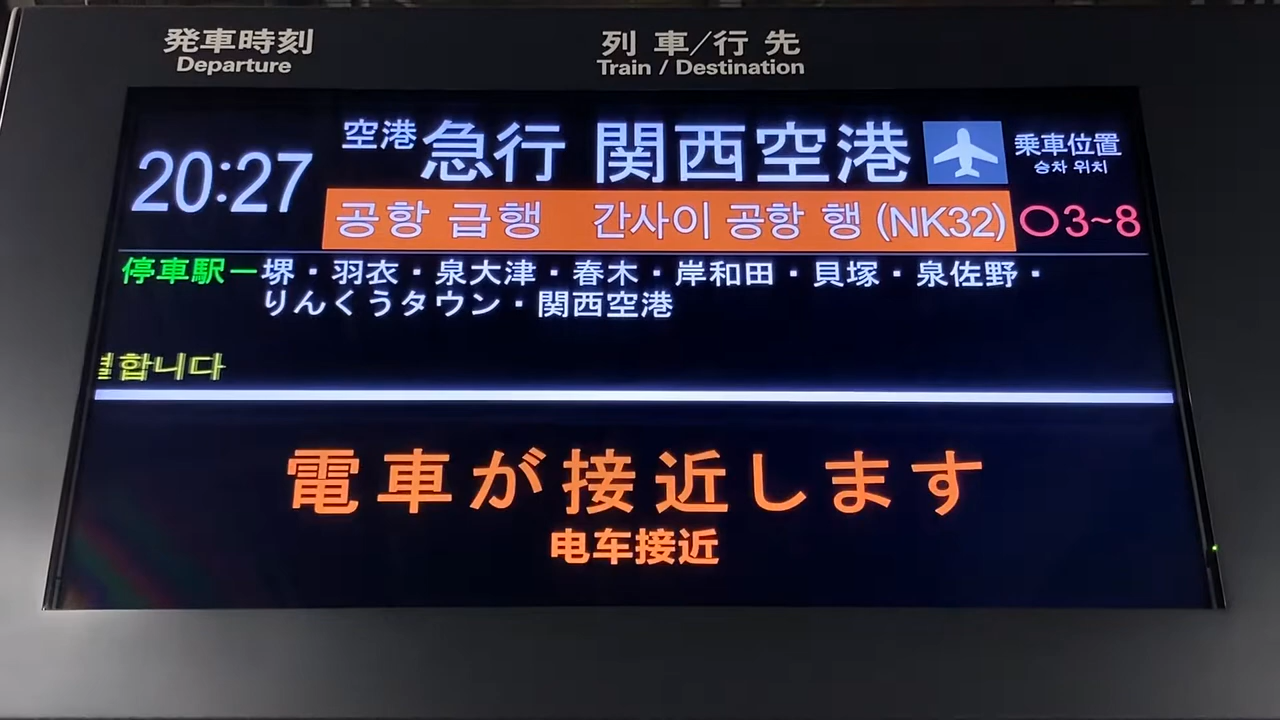 発車時刻
Departure
列車/行先
Train / Destination
20:27
空港急行 関西空港
乗車位置
승차 위치
공항 급행 간사이 공항 행 (NK32)
○3~8
停車駅ー堺・羽衣・泉大津・春木・岸和田・貝塚・泉佐野・
りんくうタウン・関西空港
합니다
電車が接近します
电车接近